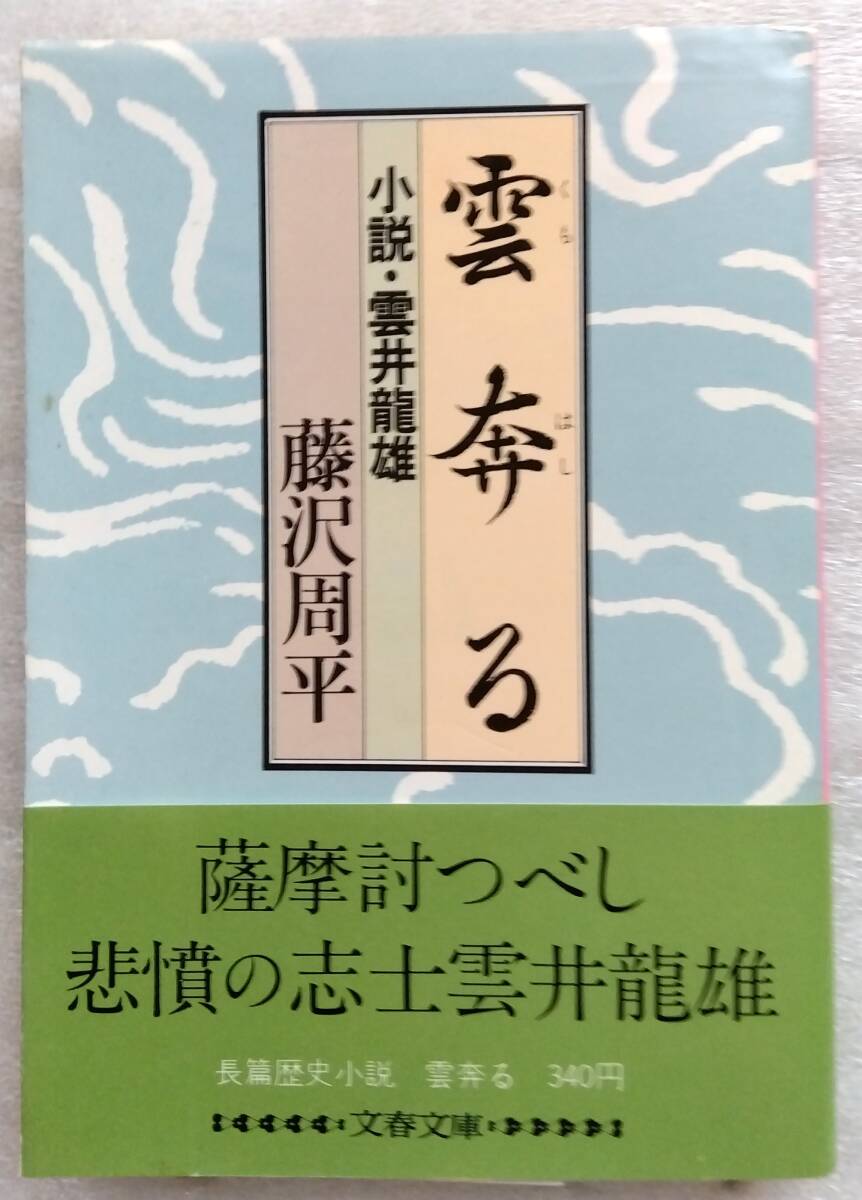 雲奔る
くも
はし
小説・雲井龍雄
藤沢周平
薩摩討つべし
悲憤の志士雲井龍雄
長篇歴史小説 雲奔る 340円
文春文庫